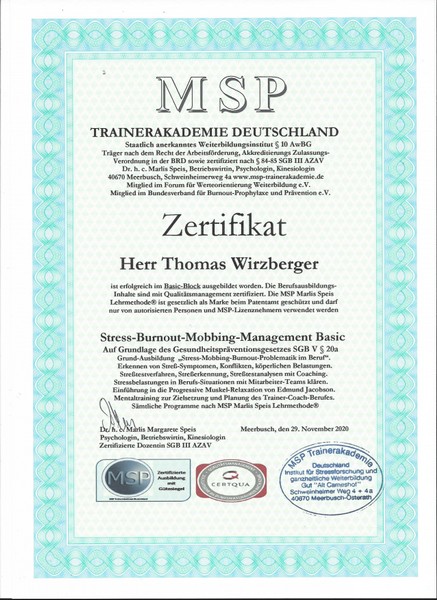 MSP
TRAINERAKADEMIE DEUTSCHLAND
Staatlich anerkanntes Weiterbildungsinstitut § 10 AwBG
Träger nach dem Recht der Arbeitsförderung, Akkreditierungs Zulassungs-
Verordnung in der BRD sowie zertifiziert nach § 84-85 SGB III AZAV
Dr. h. c. Marlis Speis, Betriebswirtin, Psychologin, Kinesiologin
40670 Meerbusch, Schweinheimerweg 4a www.msp-trainerakademie.de
Mitglied im Forum für Werteorientierung Weiterbildung e.V.
Mitglied im Bundesverband für Burnout-Prophylaxe und Prävention e.V.
Zertifikat
Herr Thomas Wirzberger
ist erfolgreich im Basic-Block ausgebildet worden. Die Berufsausbildungs-
Inhalte sind mit Qualitätsmanagement zertifiziert. Die MSP Marlis Speis
Lehrmethode® ist gesetzlich als Marke beim Patentamt geschützt und darf
nur von autorisierten Personen und MSP-Lizenznehmern verwendet werden
Stress-Burnout-Mobbing-Management Basic
Auf Grundlage des Gesundheitspräventionsgesetzes SGB V § 20a
Grund-Ausbildung „Stress-Mobbing-Burnout-Problematik im Beruf".
Erkennen von Streß-Symptomen, Konflikten, köperlichen Belastungen.
Streßtestverfahren, Streßerkennung, Streßtestanalysen mit Coaching.
Stressbelastungen in Berufs-Situationen mit Mitarbeiter-Teams klären.
Einführung in die Progressive Muskel-Relaxation von Edmund Jacobson.
Mentaltraining zur Zielsetzung und Planung des Trainer-Coach-Berufes.
Sämtliche Programme nach MSP Marlis Speis Lehrmethode®
Dr. h. c. Marlis Margarete Speis
Meerbusch, den 29. November 2020
Psychologin, Betriebswirtin, Kinesiologin
Zertifizierte Dozentin SGB III AZAV
MSP
Zertifizierte
Ausbildung
mit
Gütesiegel
CERTQUA
MSP Trainerakademie
Deutschland
Institut für Stressforschung und
ganzheitliche Weiterbildung
Gut "Alt Cameshof"
Schweinheimer Weg 4 + 4a
40670 Meerbusch-Osterath